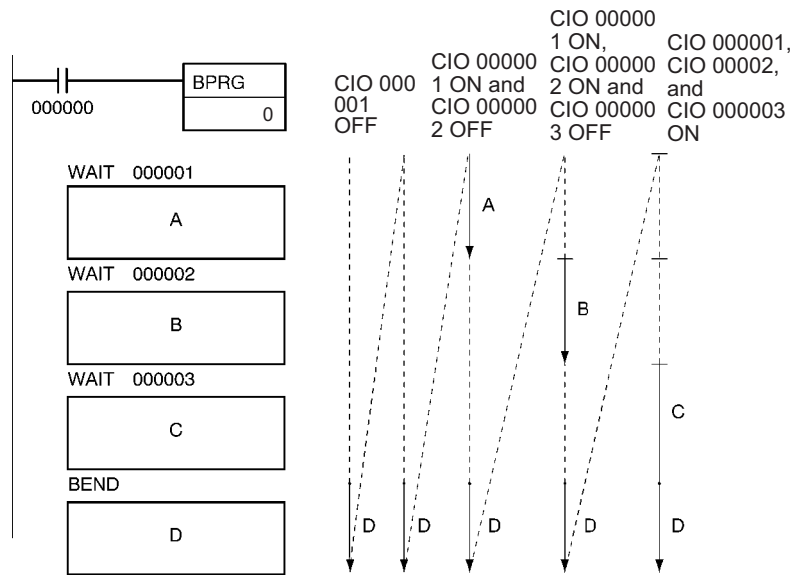 BPRG
000000
0
CIO 000
001
OFF
CIO 00000
1 ON and
CIO 00000
2 OFF
CIO 00000
1 ON,
CIO 00000
2 ON and
CIO 00000
3 OFF
CIO 000001,
CIO 00002,
and
CIO 000003
ON
WAIT 000001
A
WAIT 000002
B
WAIT 000003
C
BEND
D
A
B
C
D
D
D
D
D